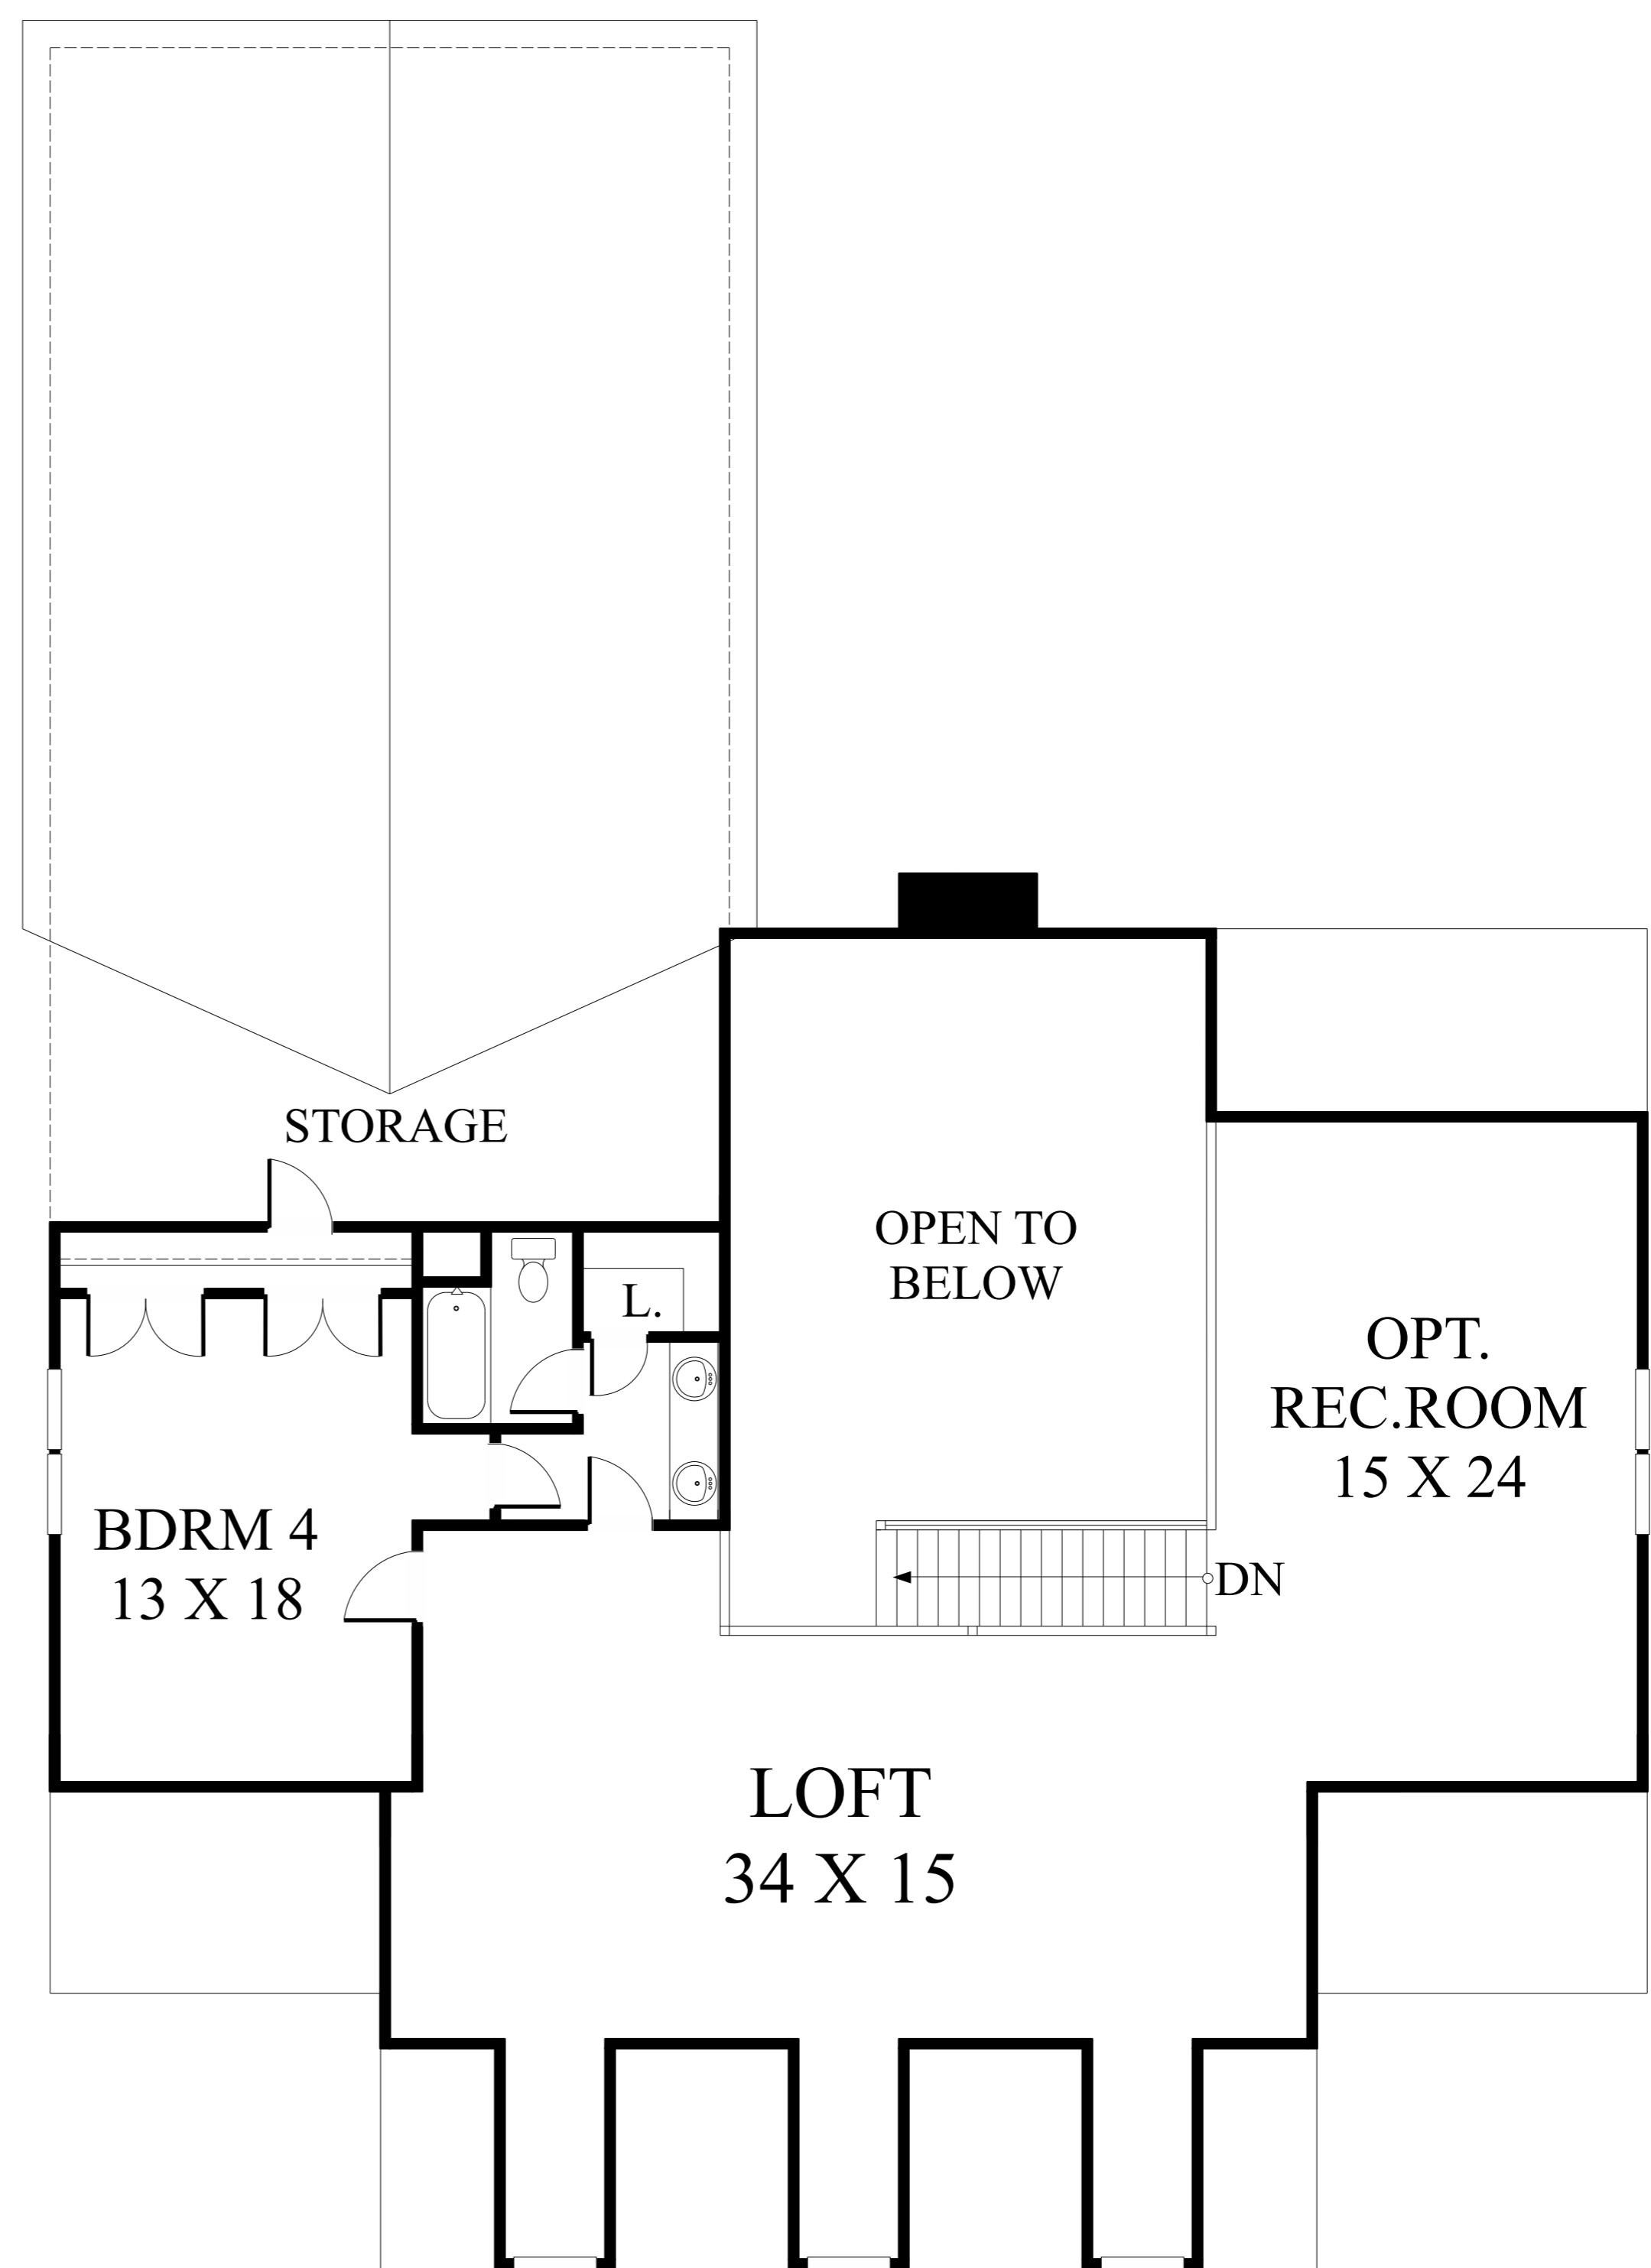 STORAGE
OPEN TO
BELOW
L.
OPT.
REC.ROOM
15 X 24
BDRM 4
13 X 18
DN
LOFT
34 X 15